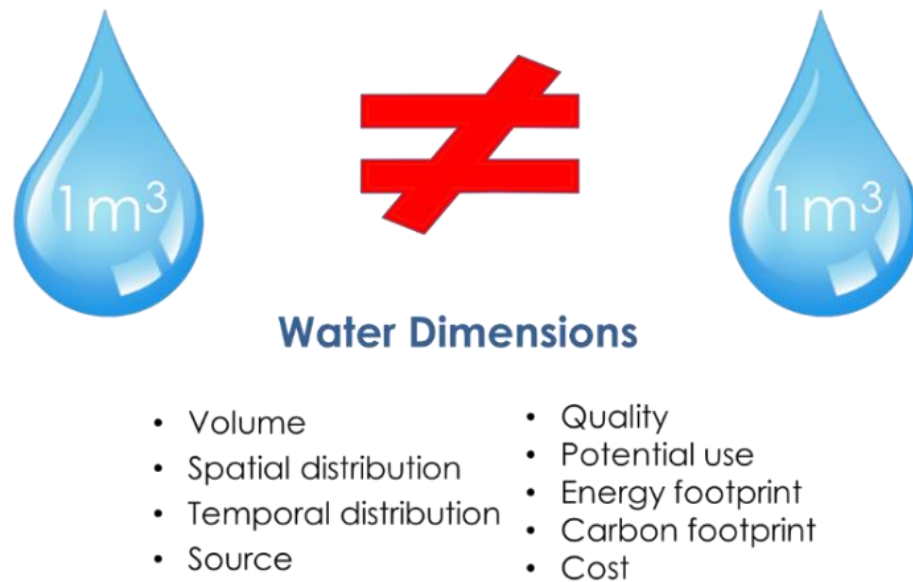 1m³
≠
1m³
Water Dimensions
• Volume
• Spatial distribution
• Temporal distribution
• Source
• Quality
• Potential use
• Energy footprint
• Carbon footprint
• Cost